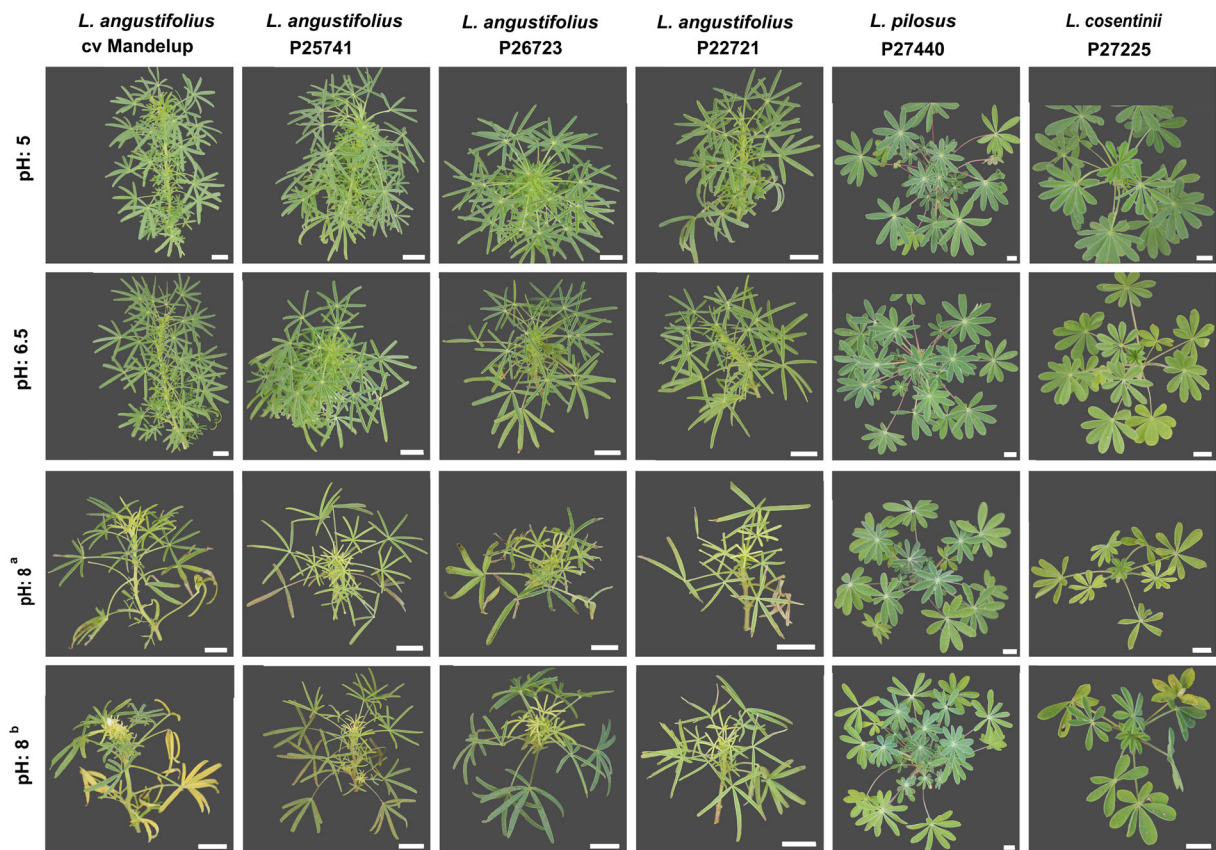 L. angustifolius
cv Mandelup
L. angustifolius
P25741
L. angustifolius
P26723
L. angustifolius
P22721
L. pilosus
P27440
L. cosentinii
P27225
pH: 5
pH: 6.5
pH: 8 a
pH: 8 b